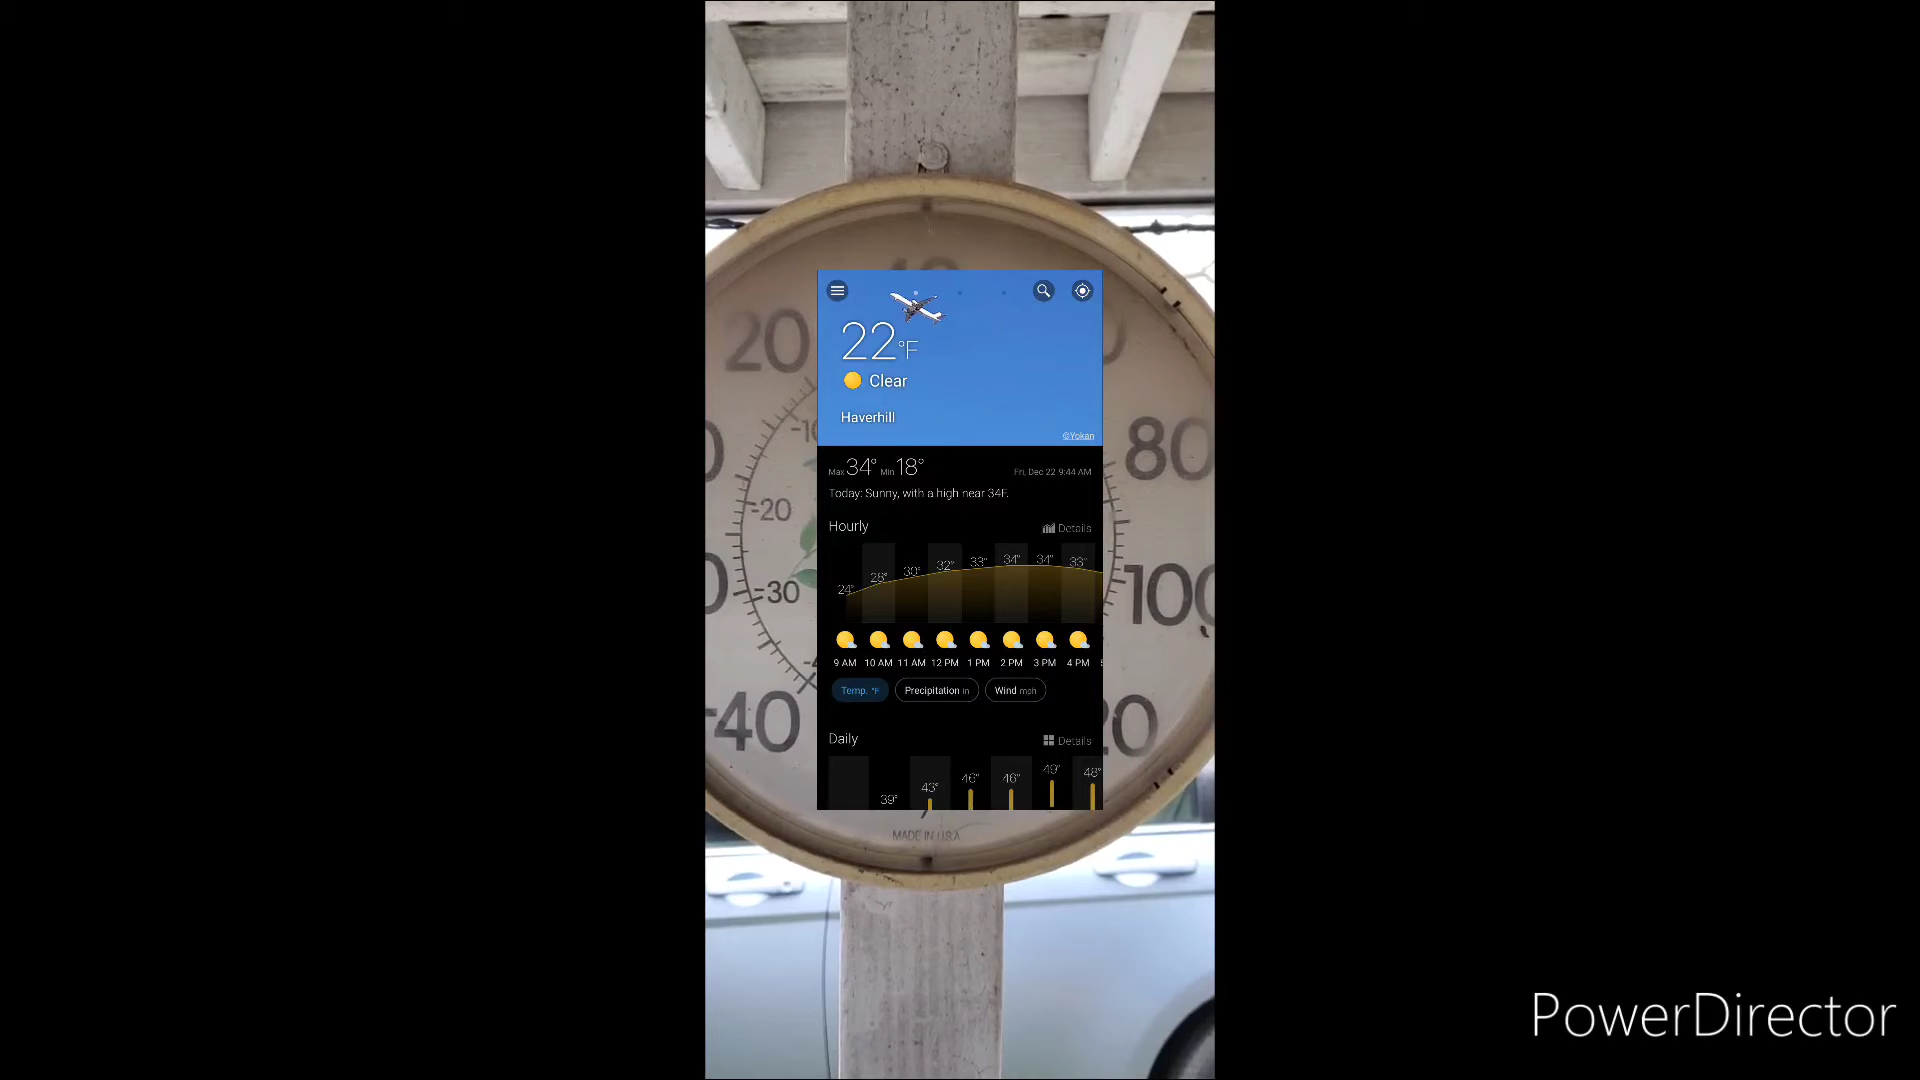 40
20
80
-20
-30
100
-40
20
MADE IN U.S.A
22°F
Clear
Haverhill
©Yokan
Max 34° Min 18°
Fri, Dec 22 9:44 AM
Today: Sunny, with a high near 34F.
Hourly
Details
24° 28° 30° 32° 33° 34° 34° 33°
9 AM 10 AM 11 AM 12 PM 1 PM 2 PM 3 PM 4 PM
Temp. °F Precipitation in Wind mph
Daily
Details
39° 43° 46° 46° 49° 48°
PowerDirector